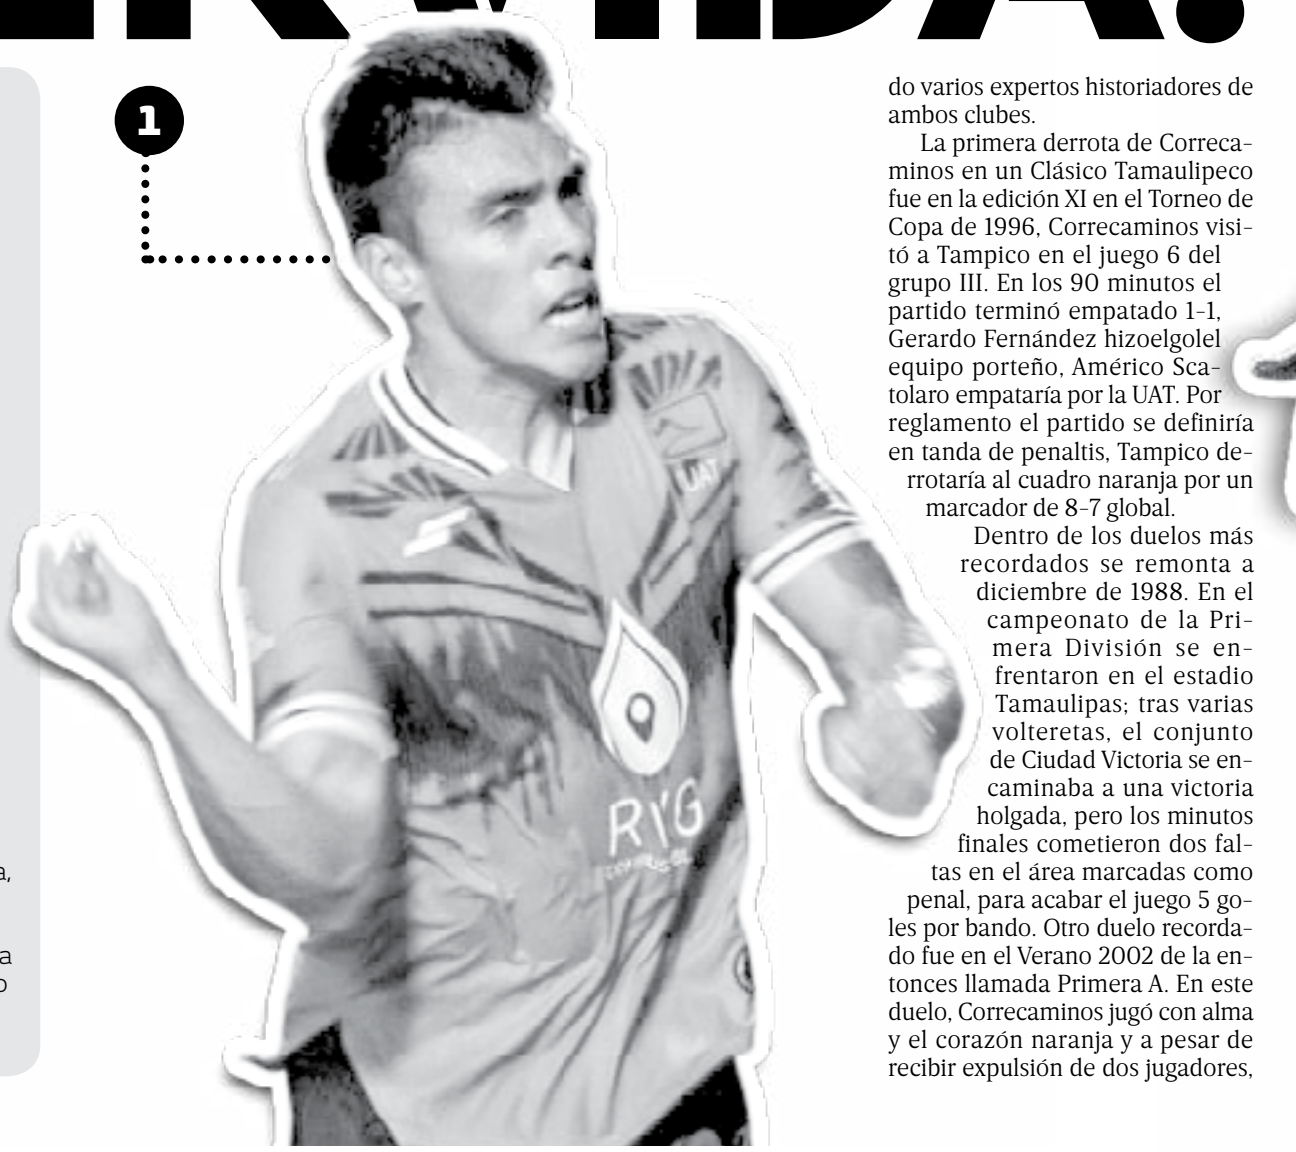 1
UAT
RYG
a,
a
o
do varios expertos historiadores de
ambos clubes.
La primera derrota de Correca-
minos en un Clásico Tamaulipeco
fue en la edición XI en el Torneo de
Copa de 1996, Correcaminos visi-
tó a Tampico en el juego 6 del
grupo III. En los 90 minutos el
partido terminó empatado 1-1,
Gerardo Fernández hizoelgolel
equipo porteño, Américo Sca-
tolaro empataría por la UAT. Por
reglamento el partido se definiría
en tanda de penaltis, Tampico de-
rrotaría al cuadro naranja por un
marcador de 8-7 global.
Dentro de los duelos más
recordados se remonta a
diciembre de 1988. En el
campeonato de la Pri-
mera División se en-
frentaron en el estadio
Tamaulipas; tras varias
volteretas, el conjunto
de Ciudad Victoria se en-
caminaba a una victoria
holgada, pero los minutos
finales cometieron dos fal-
tas en el área marcadas como
penal, para acabar el juego 5 go-
les por bando. Otro duelo recorda-
do fue en el Verano 2002 de la en-
tonces llamada Primera A. En este
duelo, Correcaminos jugó con alma
y el corazón naranja y a pesar de
recibir expulsión de dos jugadores,